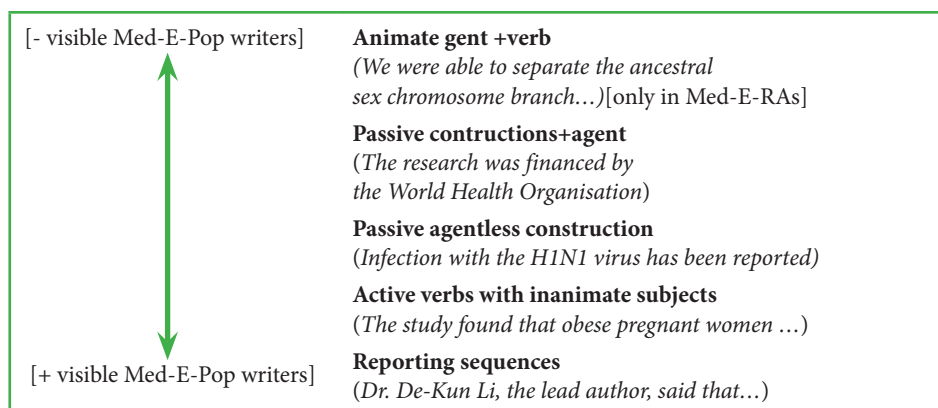 [- visible Med-E-Pop writers]
Animate gent +verb
(We were able to separate the ancestral
sex chromosome branch…)[only in Med-E-RAs]
Passive contructions+agent
(The research was financed by
the World Health Organisation)
Passive agentless construction
(Infection with the H1N1 virus has been reported)
Active verbs with inanimate subjects
(The study found that obese pregnant women …)
[+ visible Med-E-Pop writers]
Reporting sequences
(Dr. De-Kun Li, the lead author, said that…)